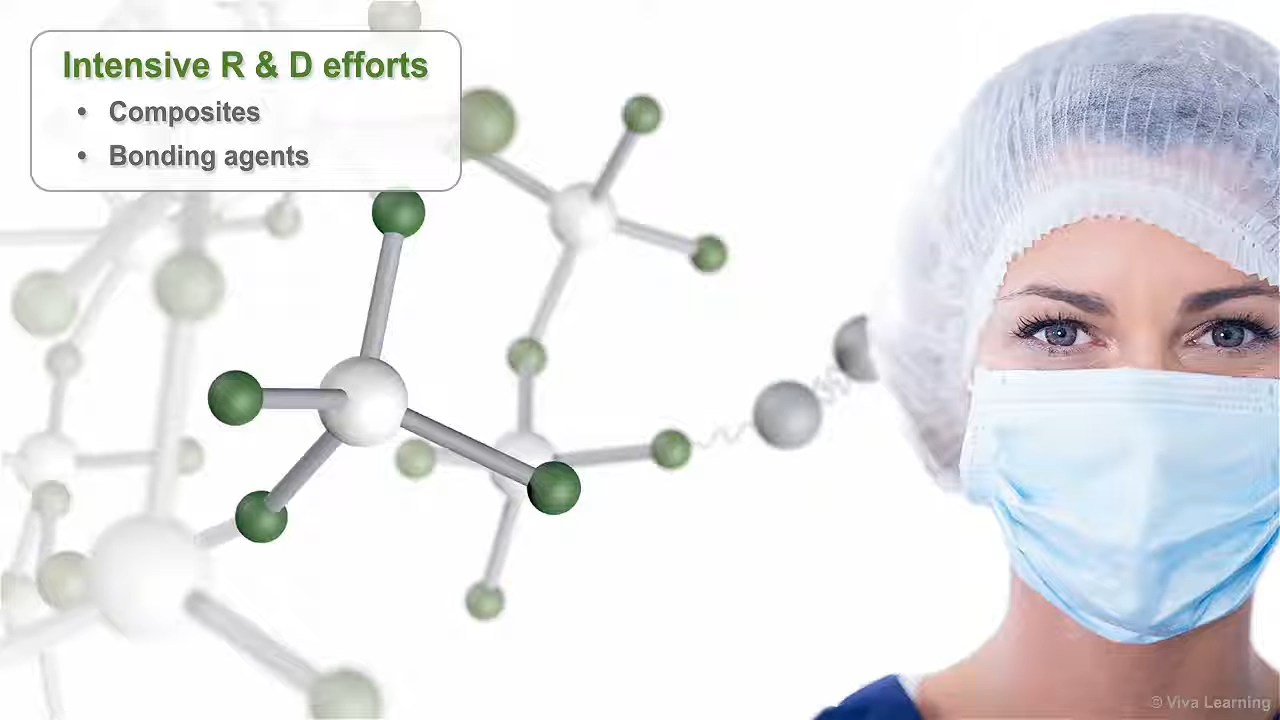 Intensive R & D efforts
• Composites
• Bonding agents
© Viva Learning